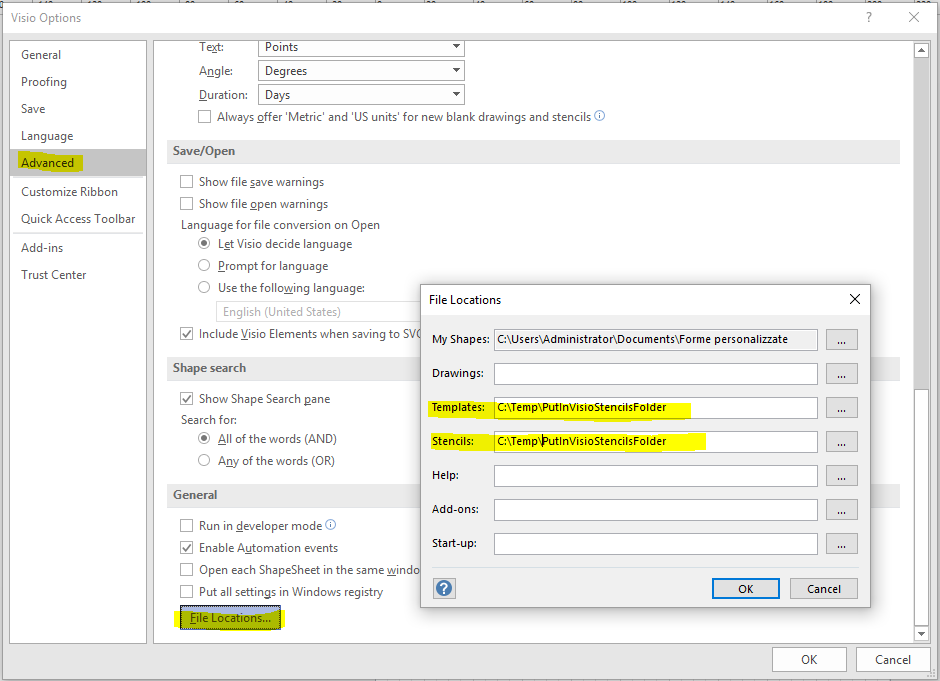 Visio Options
?
General
Proofing
Save
Language
Advanced
Customize Ribbon
Quick Access Toolbar
Add-ins
Trust Center
Text: Points
Angle: Degrees
Duration: Days
Always offer 'Metric' and 'US units' for new blank drawings and stencils
Save/Open
Show file save warnings
Show file open warnings
Language for file conversion on Open
Let Visio decide language
Prompt for language
Use the following language:
English (United States)
Include Visio Elements when saving to SVG
Shape search
Show Shape Search pane
Search for:
All of the words (AND)
Any of the words (OR)
General
Run in developer mode
Enable Automation events
Open each ShapeSheet in the same windo
Put all settings in Windows registry
File Locations...
File Locations
My Shapes: C:\Users\Administrator\Documents\Forme personalizzate ...
Drawings: ...
Templates: C:\Temp\PutInVisioStencilsFolder ...
Stencils: C:\Temp\PutInVisioStencilsFolder ...
Help: ...
Add-ons: ...
Start-up: ...
?
OK Cancel
OK Cancel